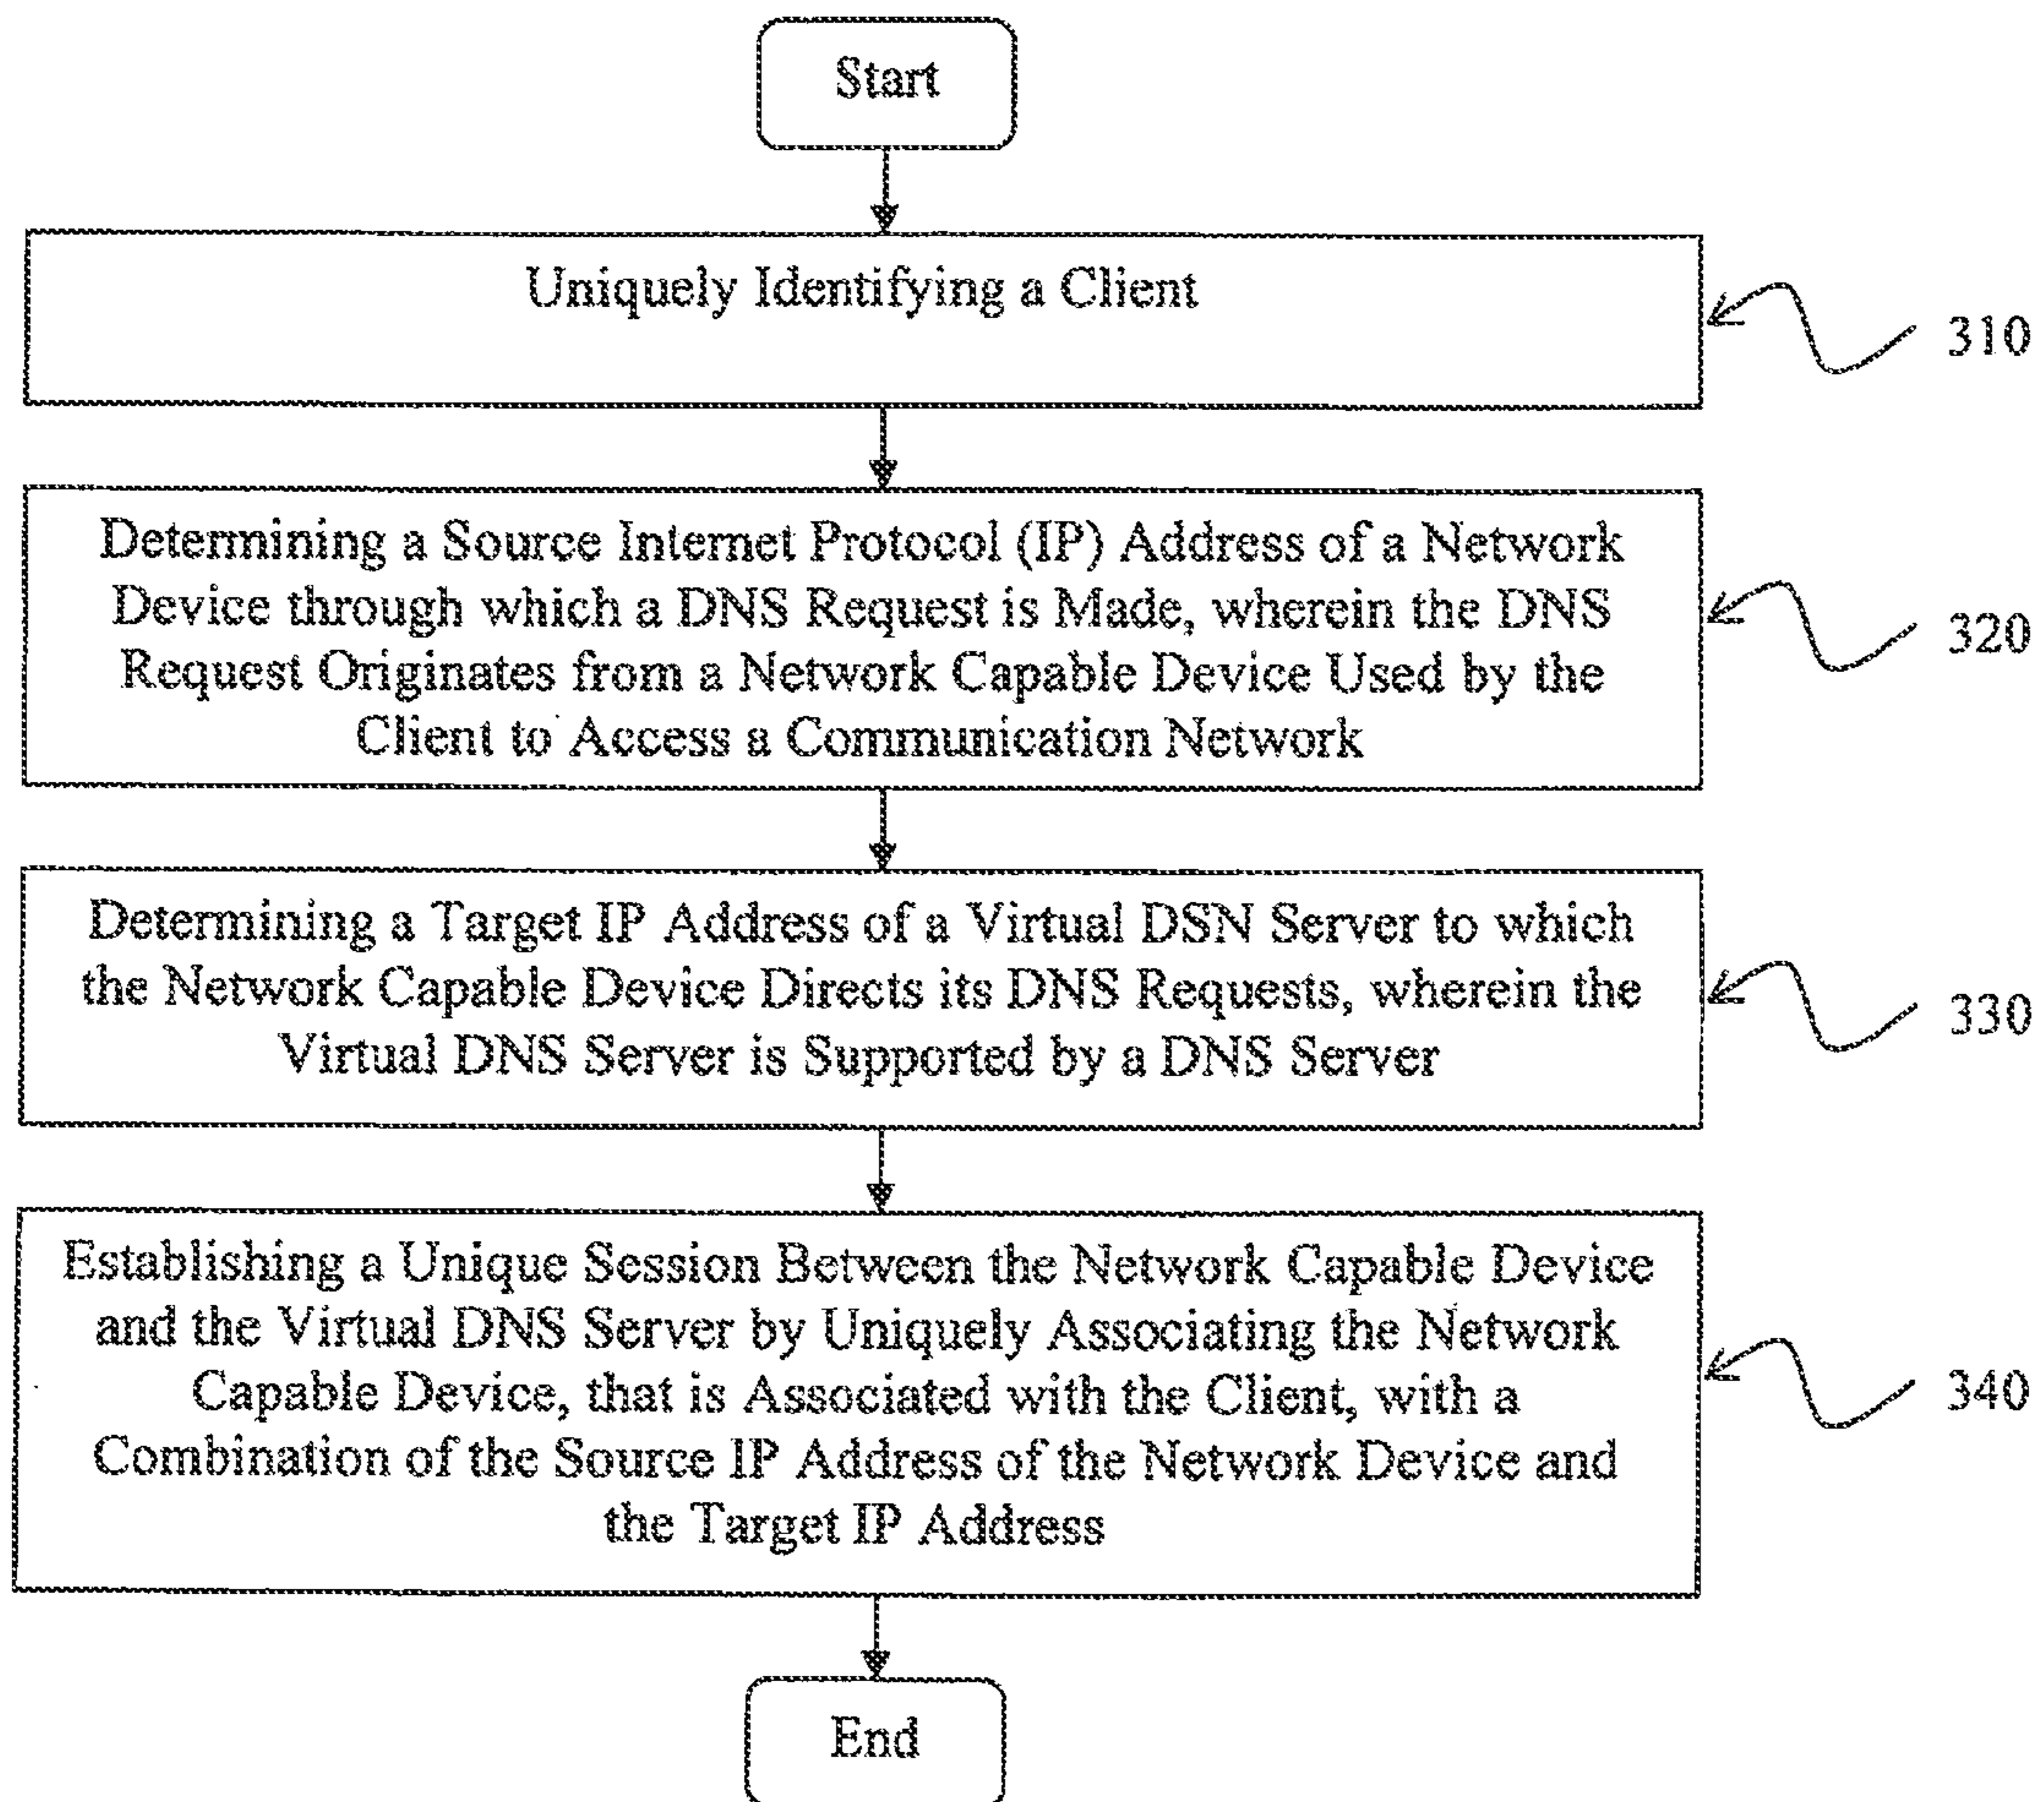 Start
Uniquely Identifying a Client
310
Determining a Source Internet Protocol (IP) Address of a Network
Device through which a DNS Request is Made, wherein the DNS
Request Originates from a Network Capable Device Used by the
Client to Access a Communication Network
320
Determining a Target IP Address of a Virtual DSN Server to which
the Network Capable Device Directs its DNS Requests, wherein the
Virtual DNS Server is Supported by a DNS Server
330
Establishing a Unique Session Between the Network Capable Device
and the Virtual DNS Server by Uniquely Associating the Network
Capable Device, that is Associated with the Client, with a
Combination of the Source IP Address of the Network Device and
the Target IP Address
340
End